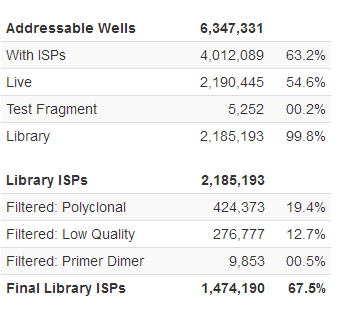 Addressable Wells 6,347,331
With ISPs 4,012,089 63.2%
Live 2,190,445 54.6%
Test Fragment 5,252 00.2%
Library 2,185,193 99.8%
Library ISPs 2,185,193
Filtered: Polyclonal 424,373 19.4%
Filtered: Low Quality 276,777 12.7%
Filtered: Primer Dimer 9,853 00.5%
Final Library ISPs 1,474,190 67.5%